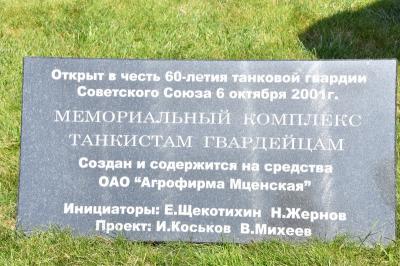 Открыт в честь 60-летия танковой гвардии
Советского Союза 6 октября 2001г.
МЕМОРИАЛЬНЫЙ КОМПЛЕКС
ТАНКИСТАМ ГВАРДЕЙЦАМ
Создан и содержится на средства
ОАО "Агрофирма Мценская"
Инициаторы: Е.Щекотихин Н.Жернов
Проект: И.Коськов В.Михеев